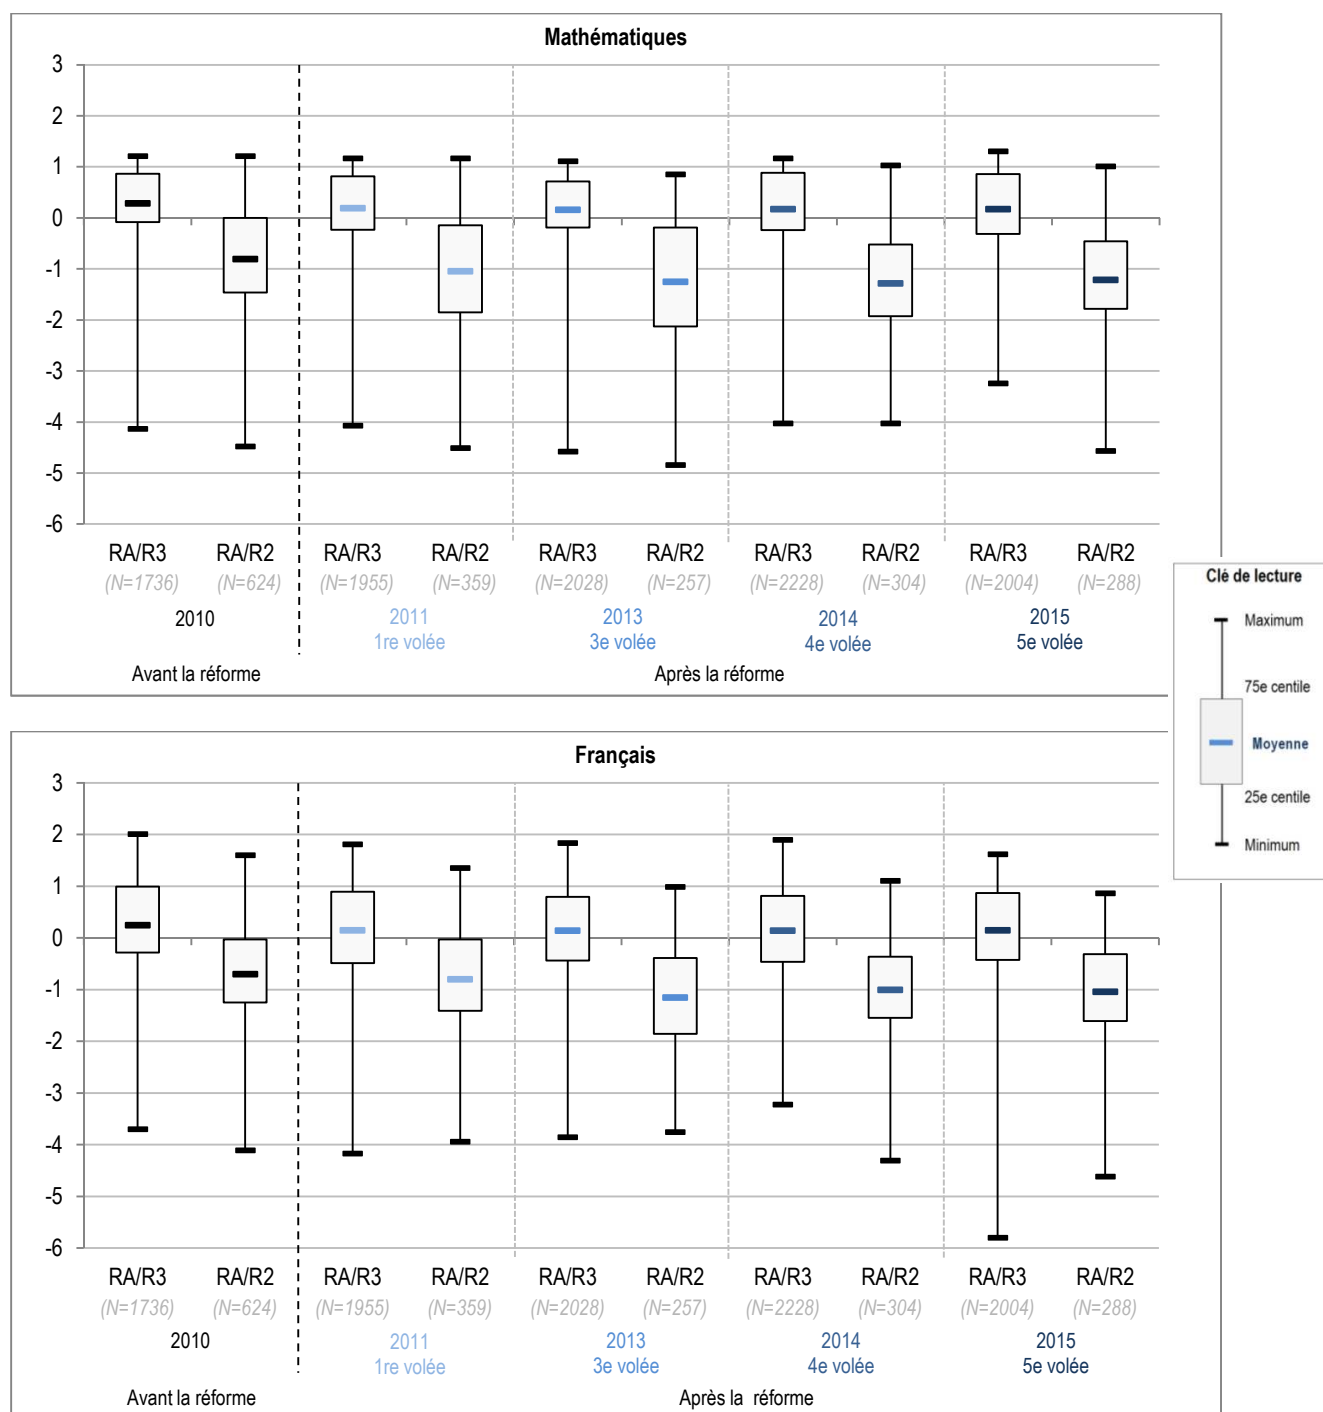 Mathématiques
3
2
1
0
-1
-2
-3
-4
-5
-6
RA/R3 RA/R2 RA/R3 RA/R2 RA/R3 RA/R2 RA/R3 RA/R2 RA/R3 RA/R2
(N=1736) (N=624) (N=1955) (N=359) (N=2028) (N=257) (N=2228) (N=304) (N=2004) (N=288)
2010 2011 2013 2014 2015
1re volée 3e volée 4e volée 5e volée
Avant la réforme Après la réforme
Clé de lecture
Maximum
75e centile
Moyenne
25e centile
Minimum
Français
3
2
1
0
-1
-2
-3
-4
-5
-6
RA/R3 RA/R2 RA/R3 RA/R2 RA/R3 RA/R2 RA/R3 RA/R2 RA/R3 RA/R2
(N=1736) (N=624) (N=1955) (N=359) (N=2028) (N=257) (N=2228) (N=304) (N=2004) (N=288)
2010 2011 2013 2014 2015
1re volée 3e volée 4e volée 5e volée
Avant la réforme Après la réforme